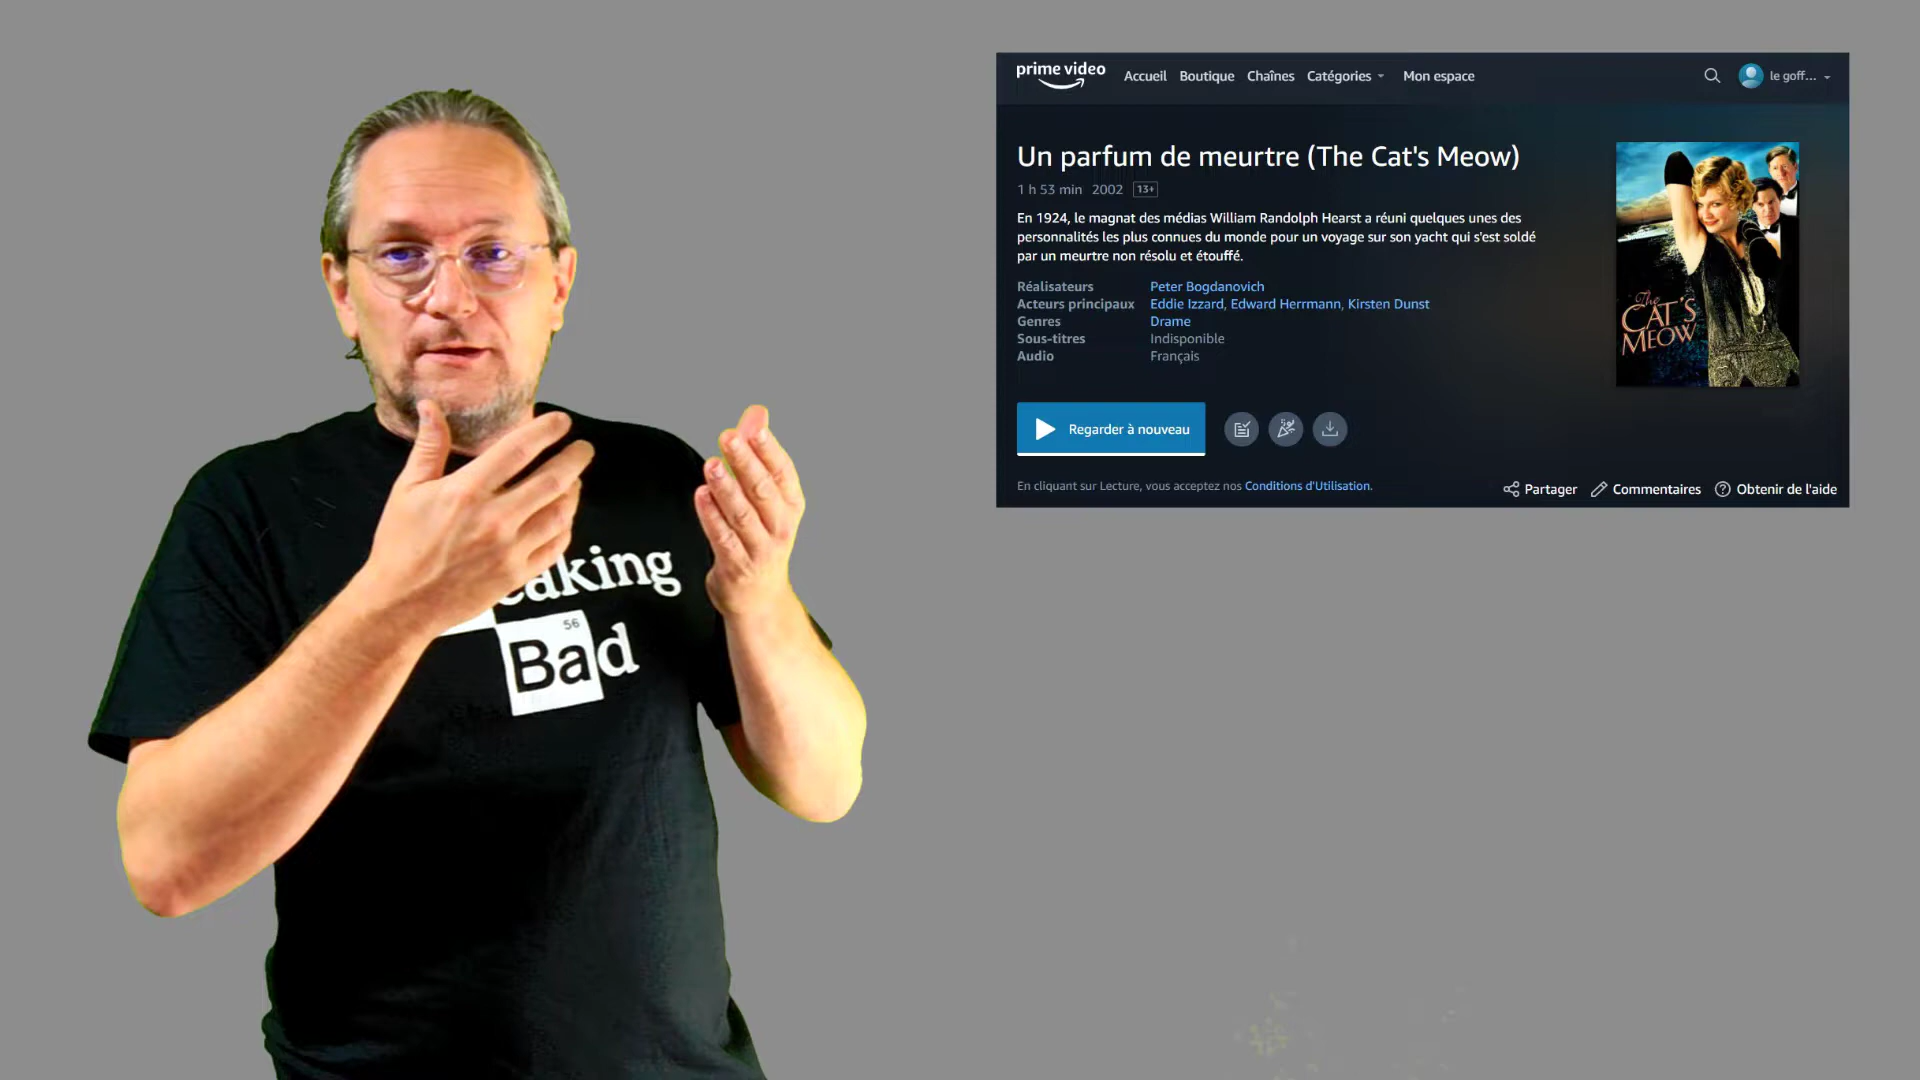 prime video
Accueil Boutique Chaînes Catégories Mon espace
le goff...
Un parfum de meurtre (The Cat's Meow)
1 h 53 min 2002 13+
En 1924, le magnat des médias William Randolph Hearst a réuni quelques unes des
personnalités les plus connues du monde pour un voyage sur son yacht qui s'est soldé
par un meurtre non résolu et étouffé.
Réalisateurs Peter Bogdanovich
Acteurs principaux Eddie Izzard, Edward Herrmann, Kirsten Dunst
Genres Drame
Sous-titres Indisponible
Audio Français
The
CAT'S
MEOW
Regarder à nouveau
En cliquant sur Lecture, vous acceptez nos Conditions d'Utilisation.
Partager Commentaires Obtenir de l'aide
56
Bad